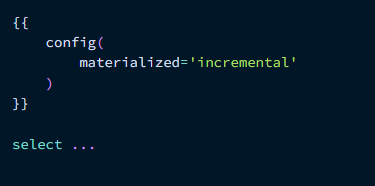 {{
    config(
        materialized='incremental'
    )
}}

select ...